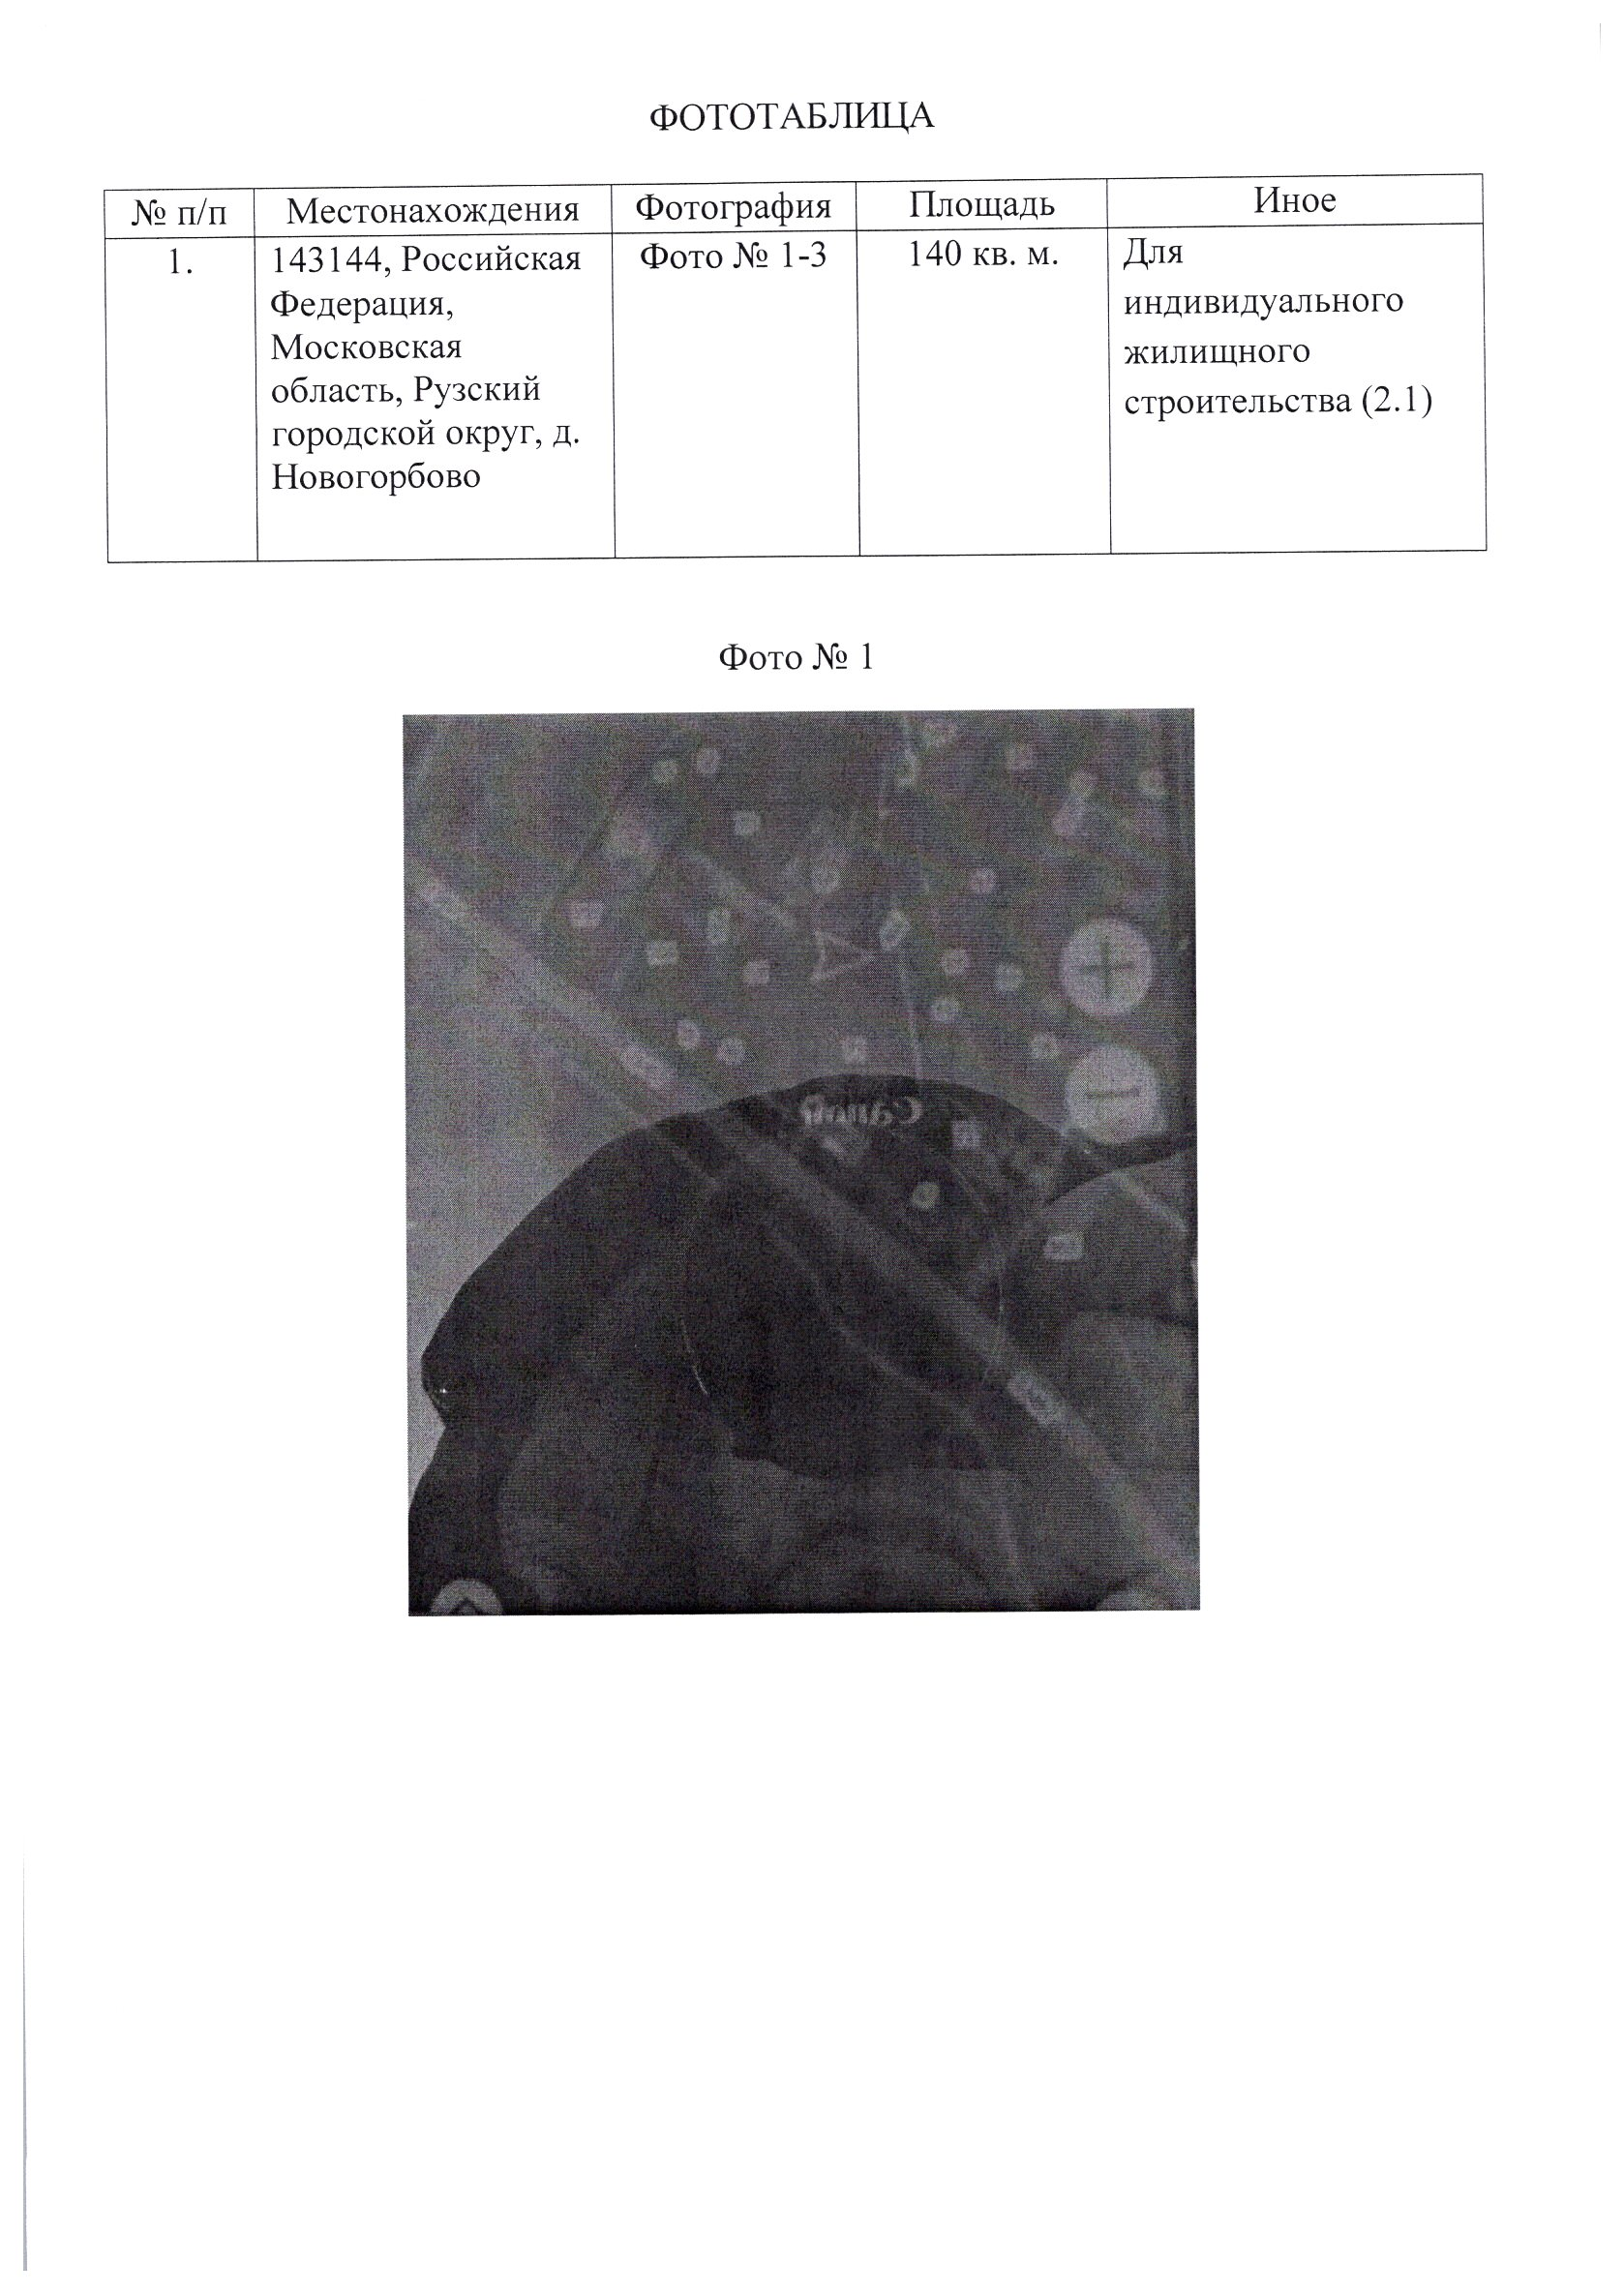 ФОТОТАБЛИЦА
№ п/п Местонахождения Фотография Площадь Иное
1.
143144, Российская
Федерация,
Московская
область, Рузский
городской округ, д.
Новогорбово
Фото № 1-3
140 кв. м.
Для
индивидуального
жилищного
строительства (2.1)
Фото № 1
Canon